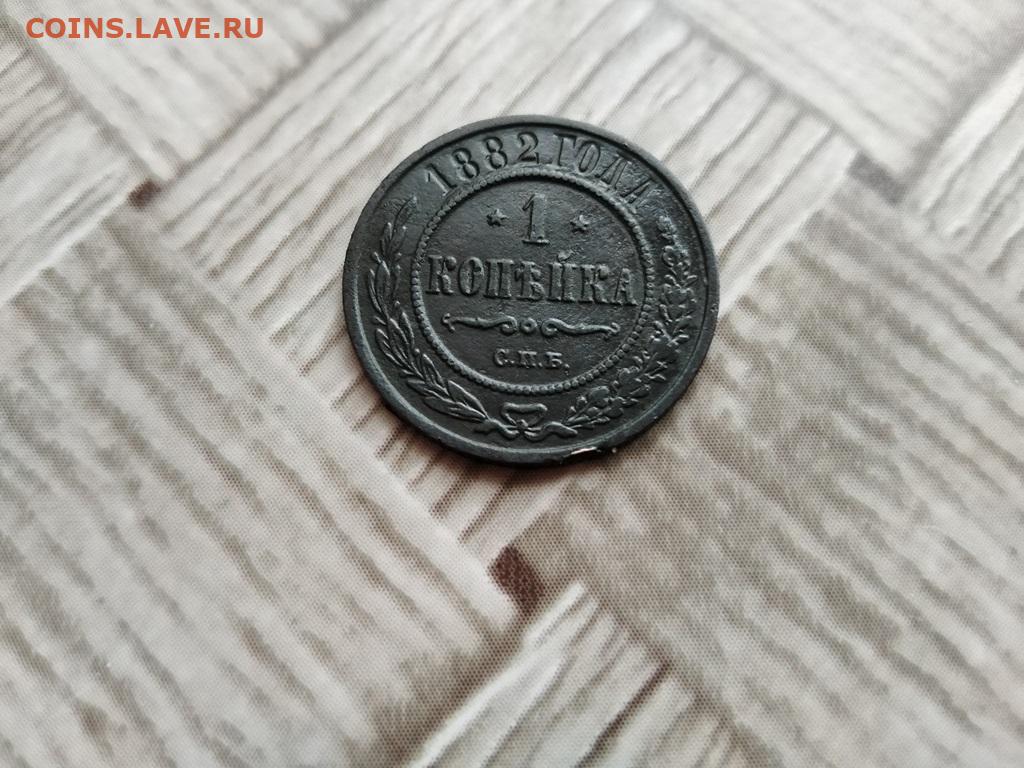 COINS.LAVE.RU
1882 ГОДА
1
КОПѢЙКА
С.П.Б.